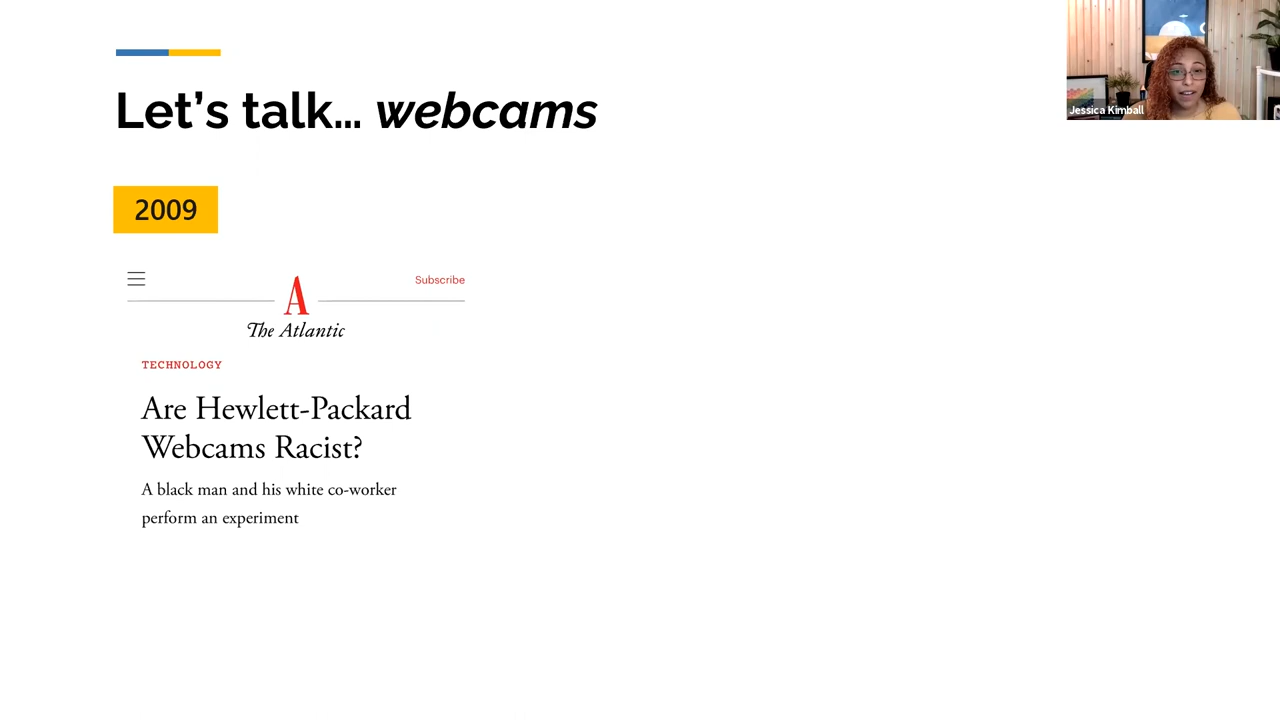 Let's talk... webcams
Jessica Kimball
2009
Subscribe
A
The Atlantic
TECHNOLOGY
Are Hewlett-Packard
Webcams Racist?
A black man and his white co-worker
perform an experiment